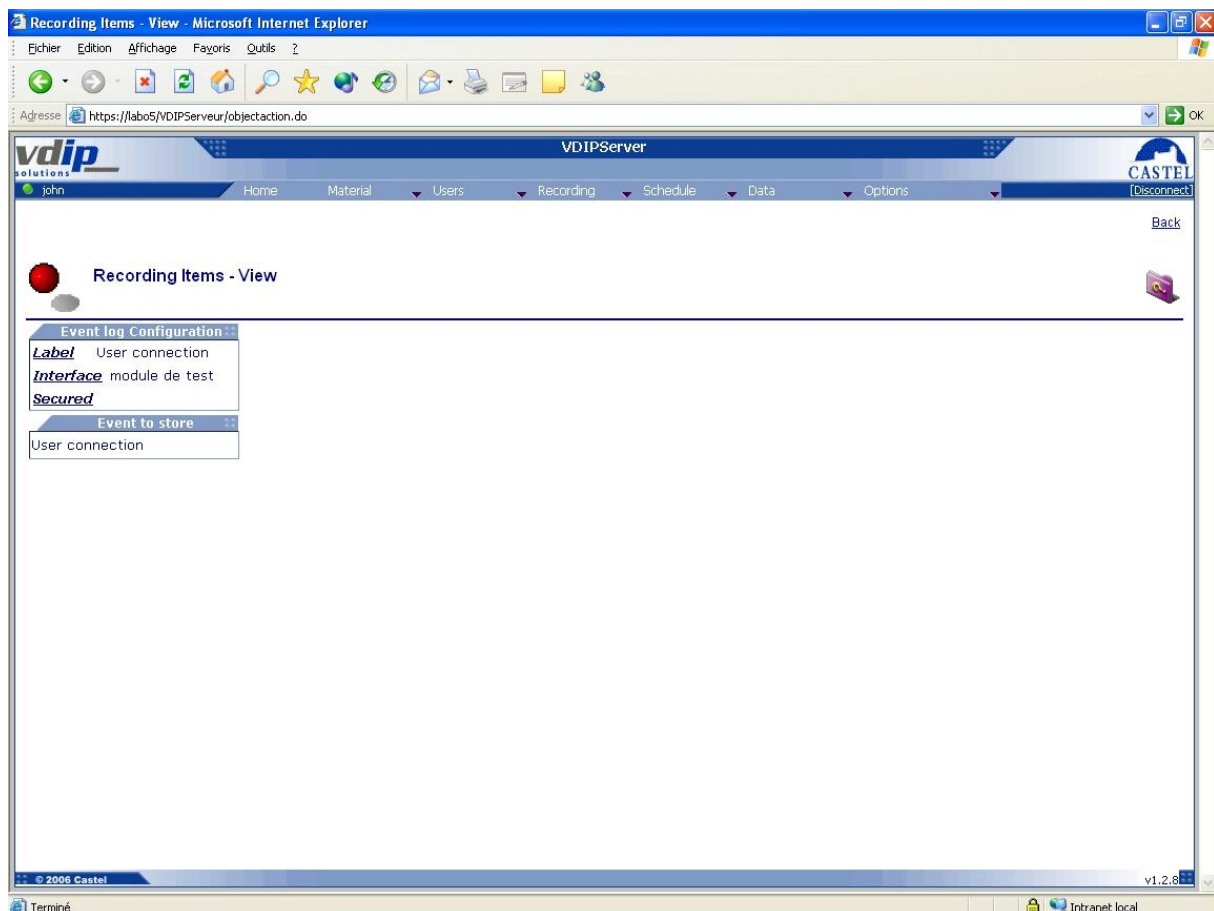 Recording Items - View - Microsoft Internet Explorer
Fichier Edition Affichage Favoris Outils ?
Adresse https://labo5/VDIPServeur/objectaction.do OK
vdip
solutions
VDIPServer
CASTEL
john Home Material Users Recording Schedule Data Options [Disconnect]
Back
Recording Items - View
Event log Configuration
Label User connection
Interface module de test
Secured
Event to store
User connection
© 2006 Castel v1.2.8
Terminé Intranet local